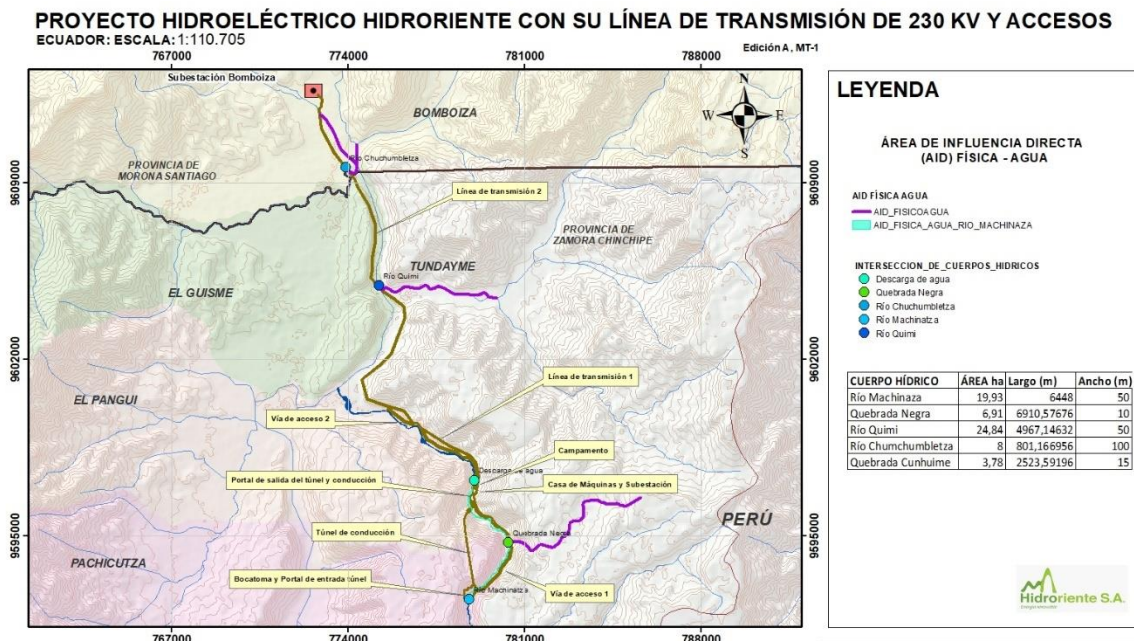 PROYECTO HIDROELÉCTRICO HIDRORIENTE CON SU LÍNEA DE TRANSMISIÓN DE 230 KV Y ACCESOS
ECUADOR: ESCALA: 1:110.705
Edición A, MT-1
767000 774000 781000 788000
Subestación Bomboiza
N
W E
S
BOMBOIZA
Río Chuchumbletza
PROVINCIA DE
MORONA SANTIAGO
9609000 9609000
Línea de transmisión 2
PROVINCIA DE
ZAMORA CHINCHIPE
TUNDAYME
Río Quimi
EL GUISME
9602000 9602000
Línea de transmisión 1
EL PANGUI
Vía de acceso 2
Campamento
Descarga de agua
Portal de salida del túnel y conducción
Casa de Máquinas y Subestación
PERÚ
Túnel de conducción
Quebrada Negra
9595000 9595000
PACHICUTZA
Bocatoma y Portal de entrada túnel
Río Machinatza
Vía de acceso 1
767000 774000 781000 788000
LEYENDA
ÁREA DE INFLUENCIA DIRECTA
(AID) FÍSICA - AGUA
AID FÍSICA AGUA
AID_FISICOAGUA
AID_FISICA_AGUA_RIO_MACHINAZA
INTERSECCION_DE_CUERPOS_HIDRICOS
Descarga de agua
Quebrada Negra
Río Chuchumbletza
Río Machinatza
Río Quimi
CUERPO HÍDRICO ÁREA ha Largo (m) Ancho (m)
Río Machinaza 19,93 6448 50
Quebrada Negra 6,91 6910,57676 10
Río Quimi 24,84 4967,14632 50
Río Chumchumbletza 8 801,166956 100
Quebrada Cunhuime 3,78 2523,59196 15
Hidroriente S.A.